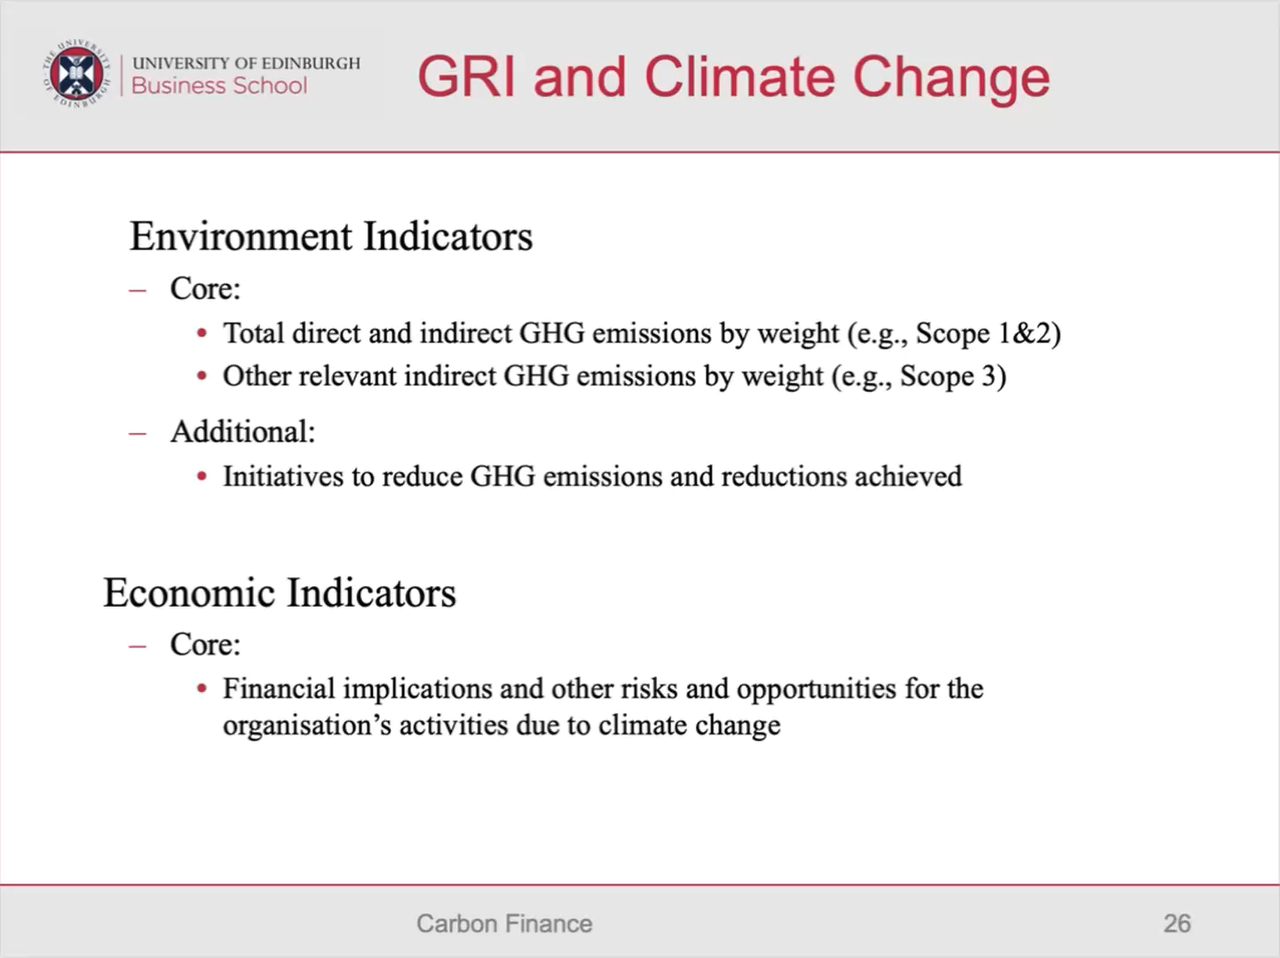 THE UNIVERSITY OF EDINBURGH
UNIVERSITY OF EDINBURGH
Business School
GRI and Climate Change
Environment Indicators
– Core:
• Total direct and indirect GHG emissions by weight (e.g., Scope 1&2)
• Other relevant indirect GHG emissions by weight (e.g., Scope 3)
– Additional:
• Initiatives to reduce GHG emissions and reductions achieved
Economic Indicators
– Core:
• Financial implications and other risks and opportunities for the
organisation’s activities due to climate change
Carbon Finance
26